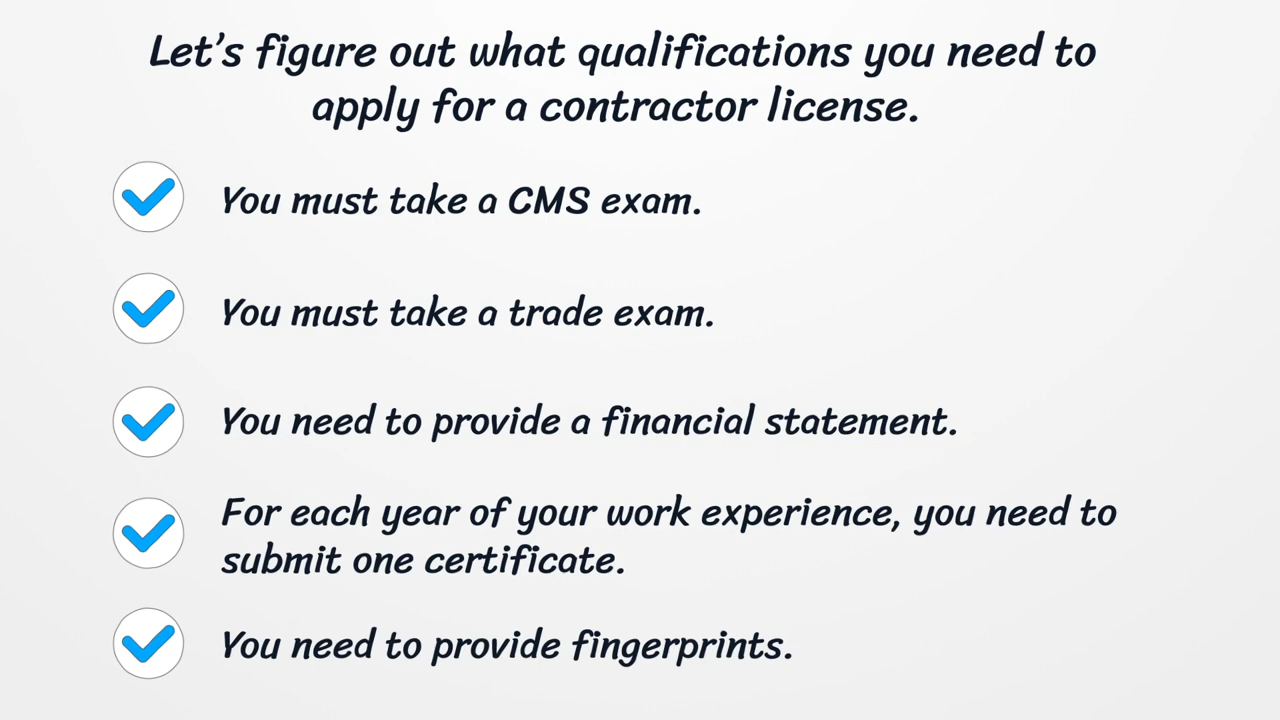 Let’s figure out what qualifications you need to
apply for a contractor license.
You must take a CMS exam.
You must take a trade exam.
You need to provide a financial statement.
For each year of your work experience, you need to
submit one certificate.
You need to provide fingerprints.